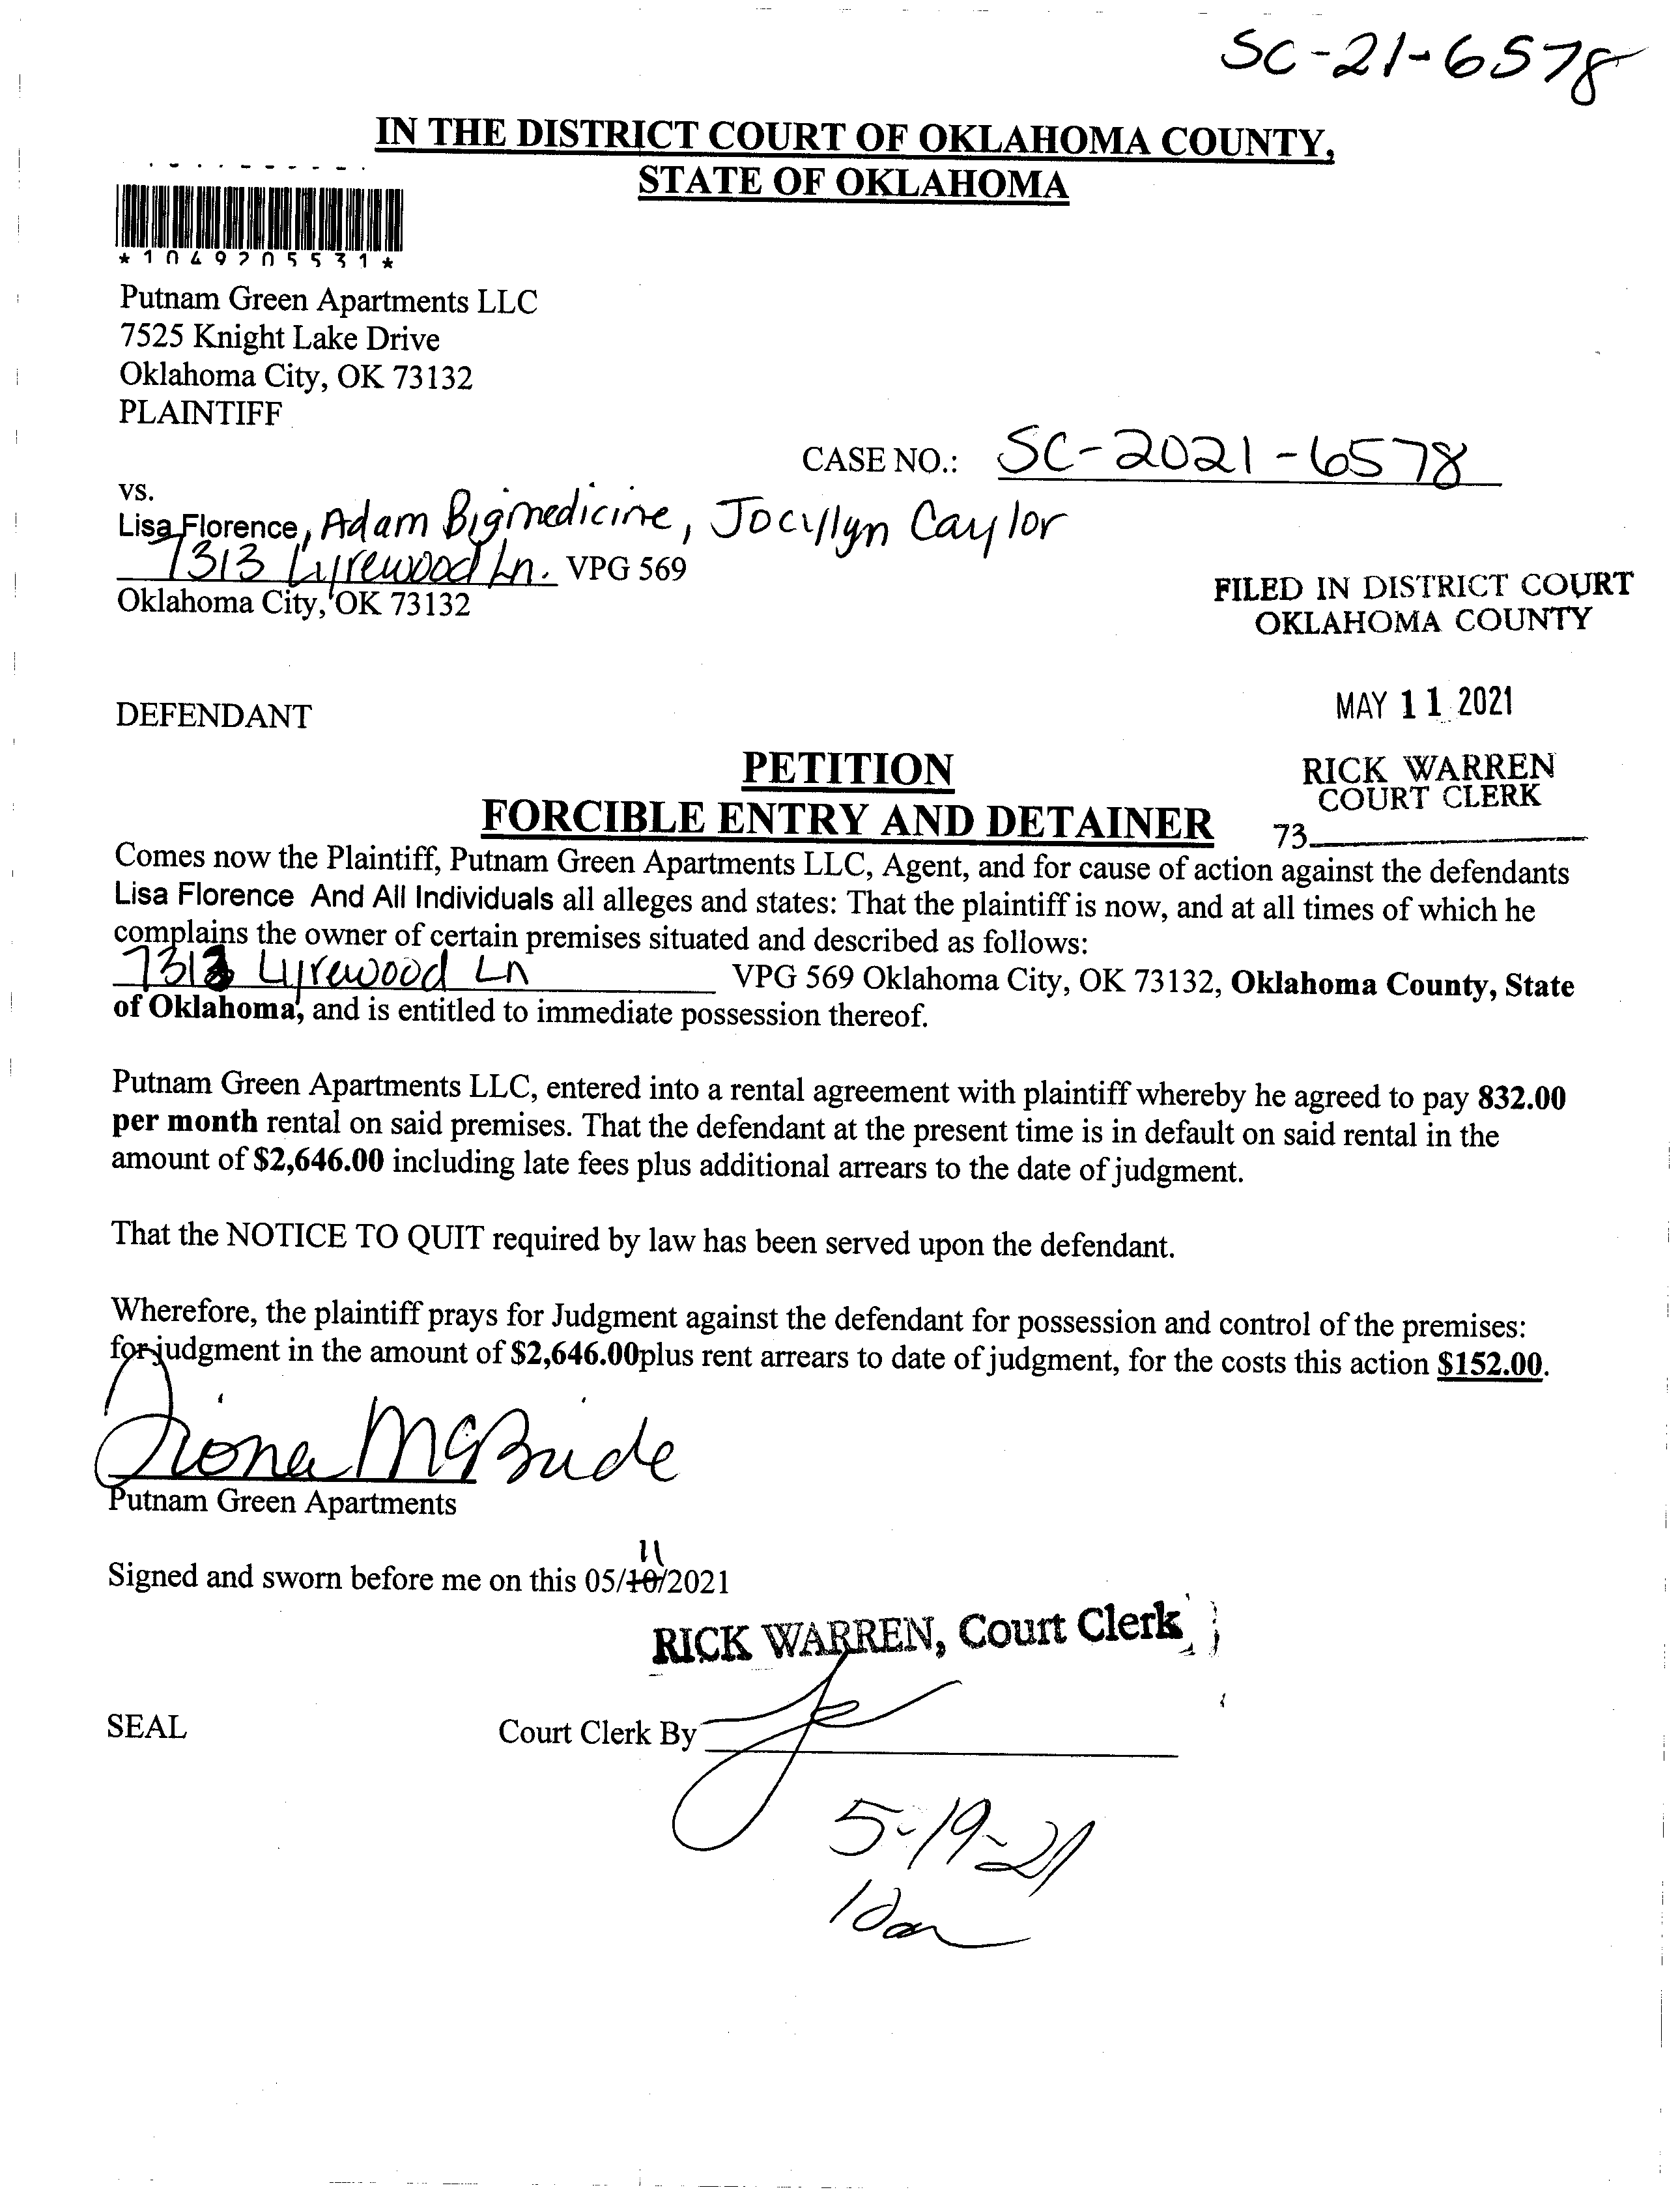 SC-21-6578
IN THE DISTRICT COURT OF OKLAHOMA COUNTY,
STATE OF OKLAHOMA
*1049205531*
Putnam Green Apartments LLC
7525 Knight Lake Drive
Oklahoma City, OK 73132
PLAINTIFF
CASE NO.: SC-2021-6578
vs.
Lisa Florence, Adam Bigmedicine, Jocyllyn Caylor
7313 Lyrewood Ln. VPG 569
Oklahoma City, OK 73132
FILED IN DISTRICT COURT
OKLAHOMA COUNTY
MAY 11 2021
DEFENDANT
RICK WARREN
COURT CLERK
73
PETITION
FORCIBLE ENTRY AND DETAINER
Comes now the Plaintiff, Putnam Green Apartments LLC, Agent, and for cause of action against the defendants
Lisa Florence And All Individuals all alleges and states: That the plaintiff is now, and at all times of which he
complains the owner of certain premises situated and described as follows:
7313 Lyrewood Ln VPG 569 Oklahoma City, OK 73132, Oklahoma County, State
of Oklahoma, and is entitled to immediate possession thereof.
Putnam Green Apartments LLC, entered into a rental agreement with plaintiff whereby he agreed to pay 832.00
per month rental on said premises. That the defendant at the present time is in default on said rental in the
amount of $2,646.00 including late fees plus additional arrears to the date of judgment.
That the NOTICE TO QUIT required by law has been served upon the defendant.
Wherefore, the plaintiff prays for Judgment against the defendant for possession and control of the premises:
for judgment in the amount of $2,646.00plus rent arrears to date of judgment, for the costs this action $152.00.
Fiona McBride
Putnam Green Apartments
11
Signed and sworn before me on this 05/10/2021
RICK WARREN, Court Clerk
SEAL
Court Clerk By
5-19-21